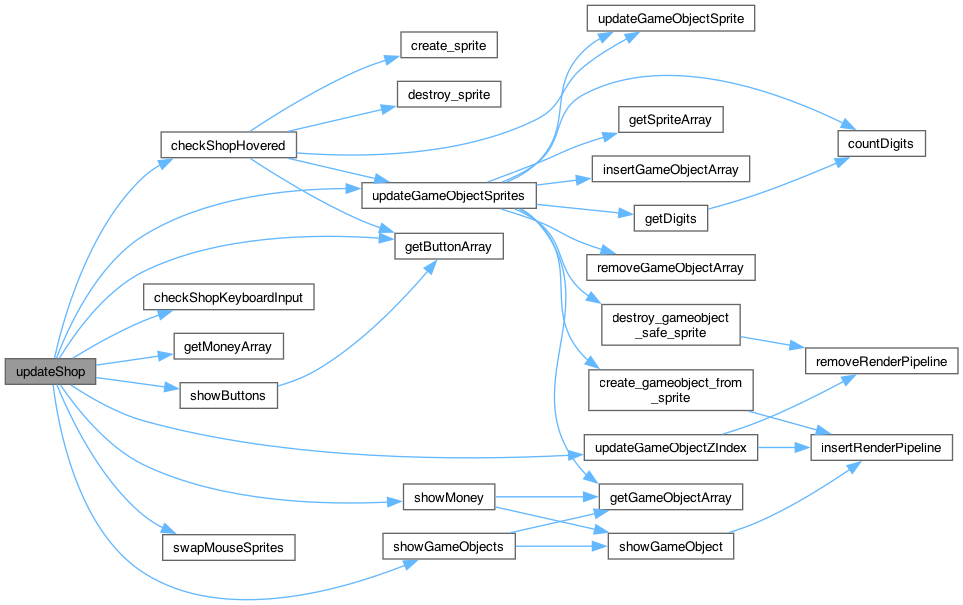 updateGameObjectSprite
create_sprite
destroy_sprite
getSpriteArray
countDigits
checkShopHovered
insertGameObjectArray
updateGameObjectSprites
getDigits
getButtonArray
removeGameObjectArray
checkShopKeyboardInput
destroy_gameobject
_safe_sprite
getMoneyArray
removeRenderPipeline
updateShop
create_gameobject_from
_sprite
showButtons
updateGameObjectZIndex
insertRenderPipeline
showMoney
getGameObjectArray
swapMouseSprites
showGameObjects
showGameObject